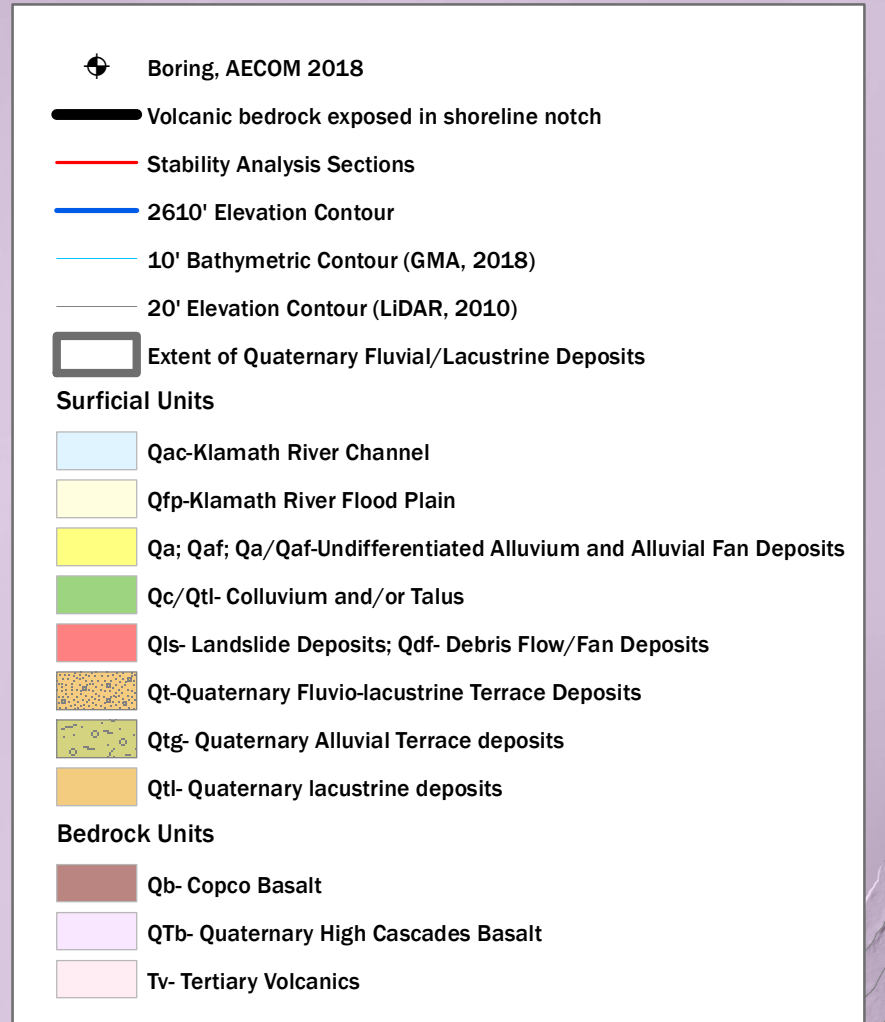 Boring, AECOM 2018
Volcanic bedrock exposed in shoreline notch
Stability Analysis Sections
2610' Elevation Contour
10' Bathymetric Contour (GMA, 2018)
20' Elevation Contour (LiDAR, 2010)
Extent of Quaternary Fluvial/Lacustrine Deposits
Surficial Units
Qac-Klamath River Channel
Qfp-Klamath River Flood Plain
Qa; Qaf; Qa/Qaf-Undifferentiated Alluvium and Alluvial Fan Deposits
Qc/Qtl- Colluvium and/or Talus
Qls- Landslide Deposits; Qdf- Debris Flow/Fan Deposits
Qt-Quaternary Fluvio-lacustrine Terrace Deposits
Qtg- Quaternary Alluvial Terrace deposits
Qtl- Quaternary lacustrine deposits
Bedrock Units
Qb- Copco Basalt
QTb- Quaternary High Cascades Basalt
Tv- Tertiary Volcanics